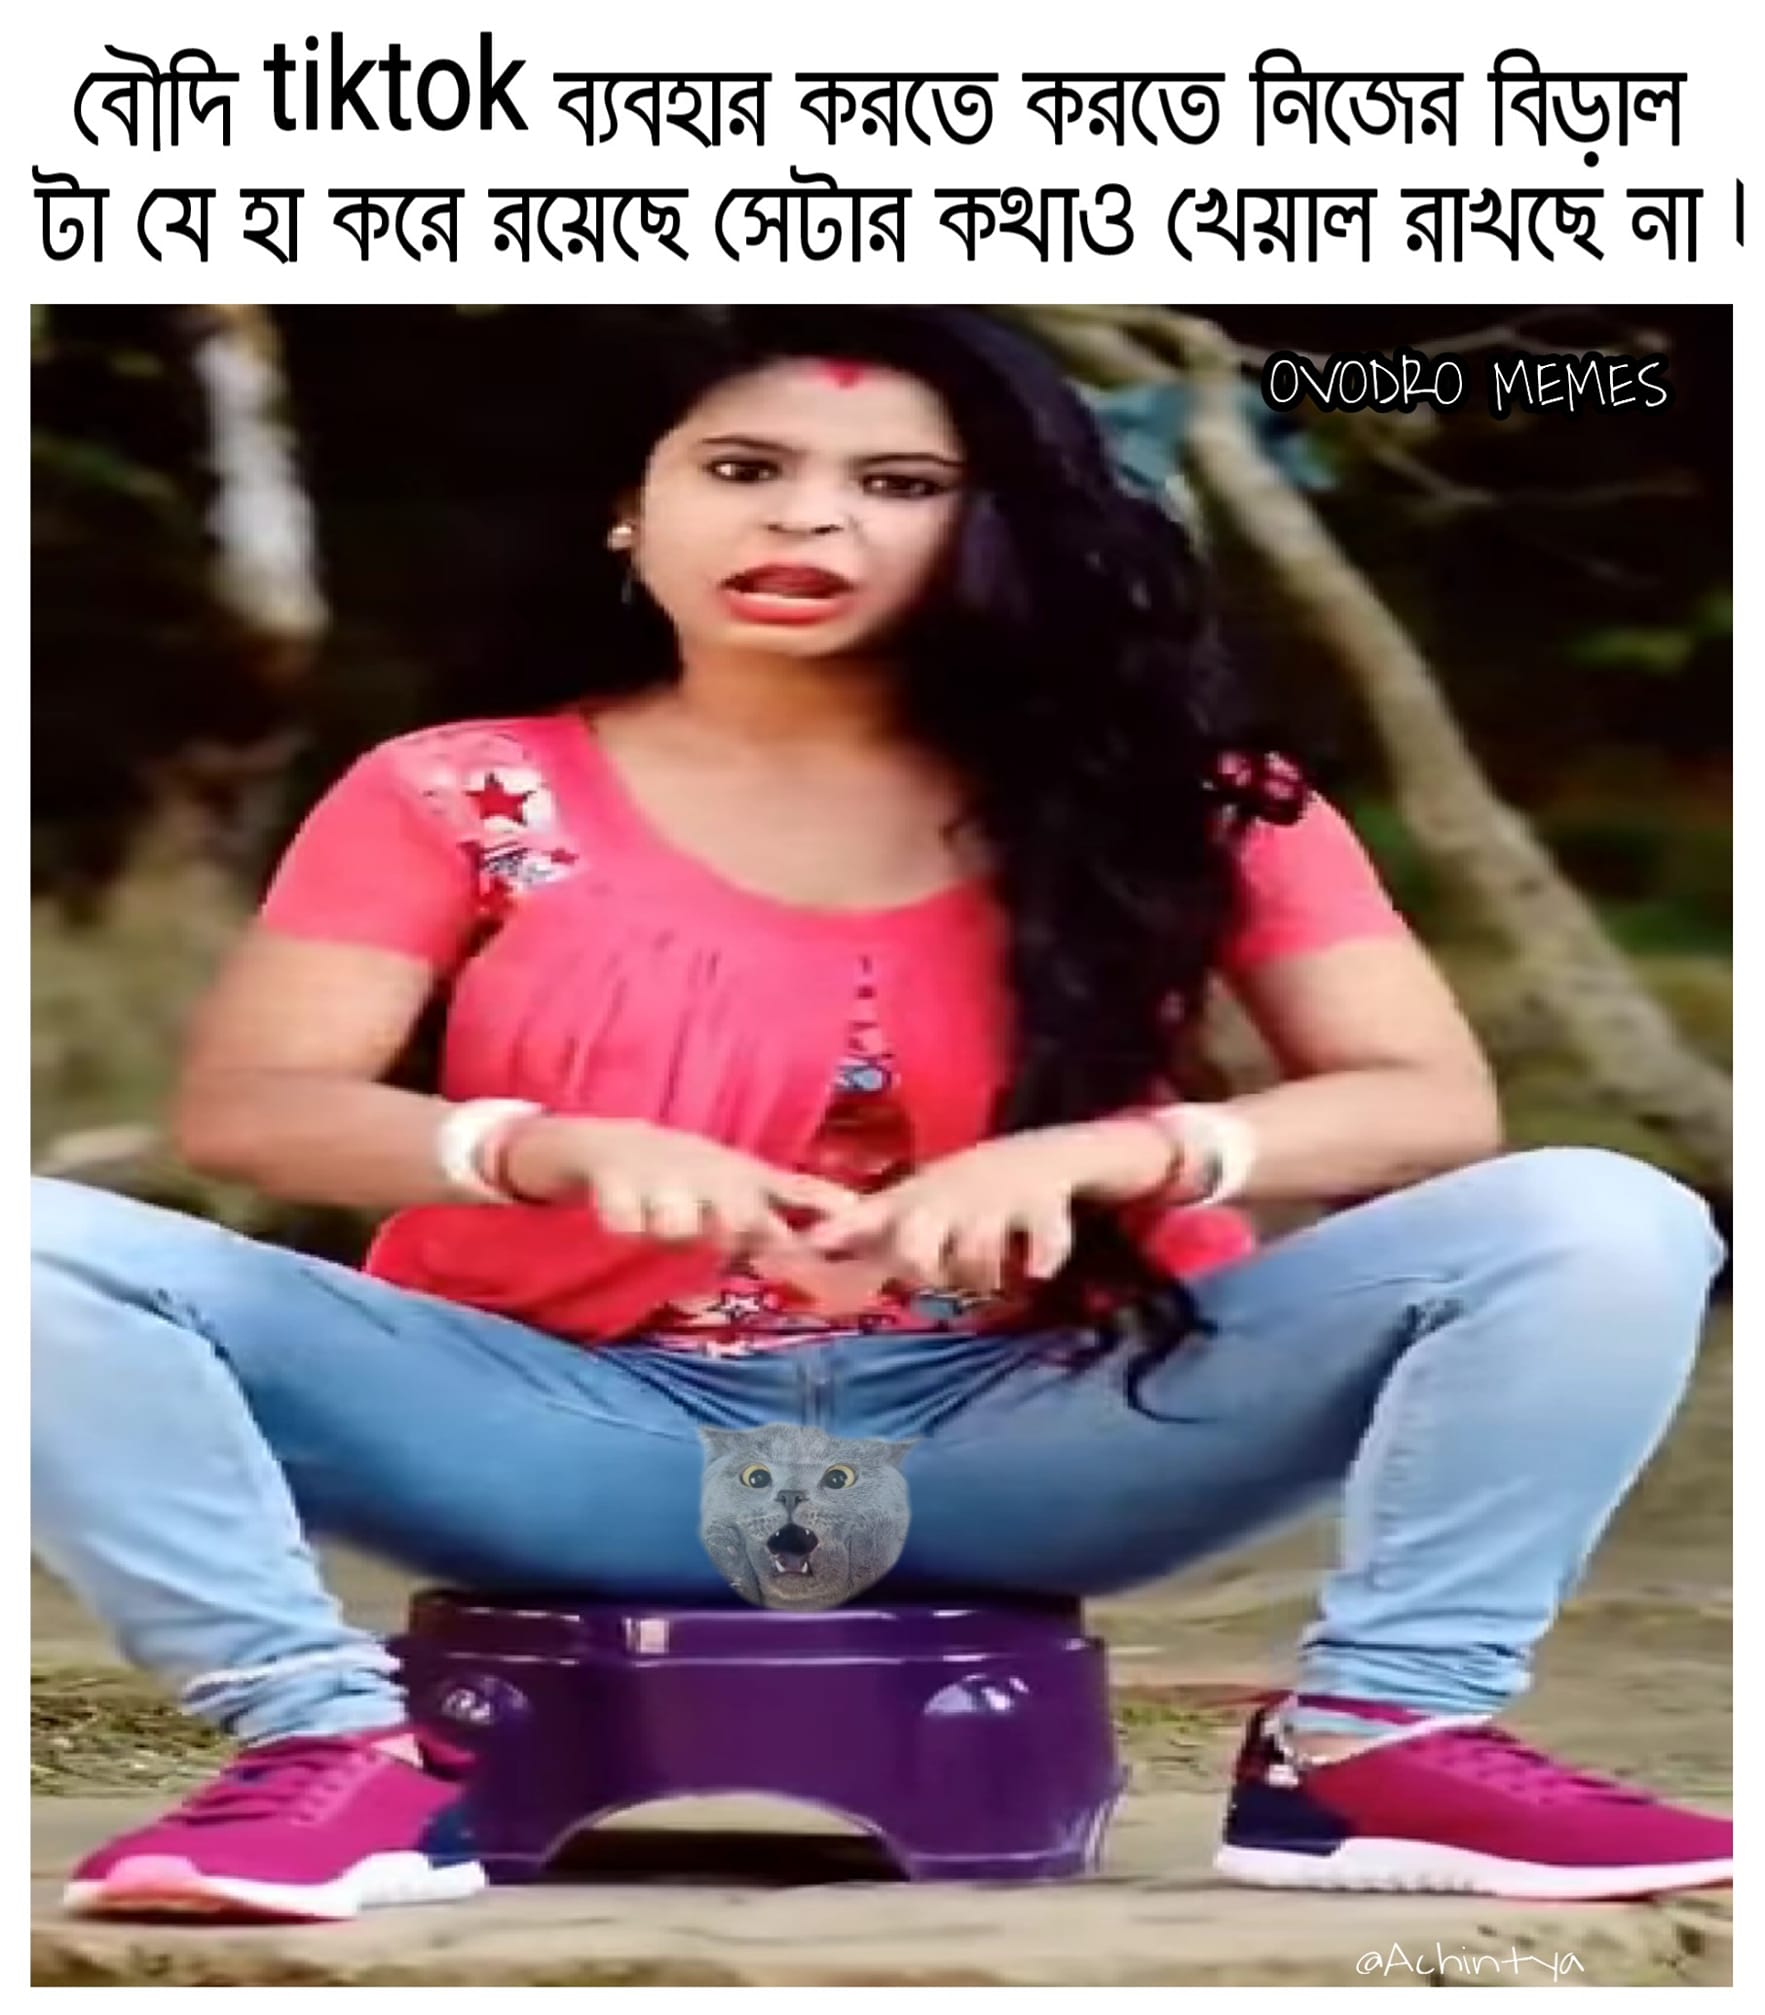 বৌদি tiktok ব্যবহার করতে করতে নিজের বিড়াল
টা যে হা করে রয়েছে সেটার কথাও খেয়াল রাখছে না।
OVODRO MEMES
@Achintya